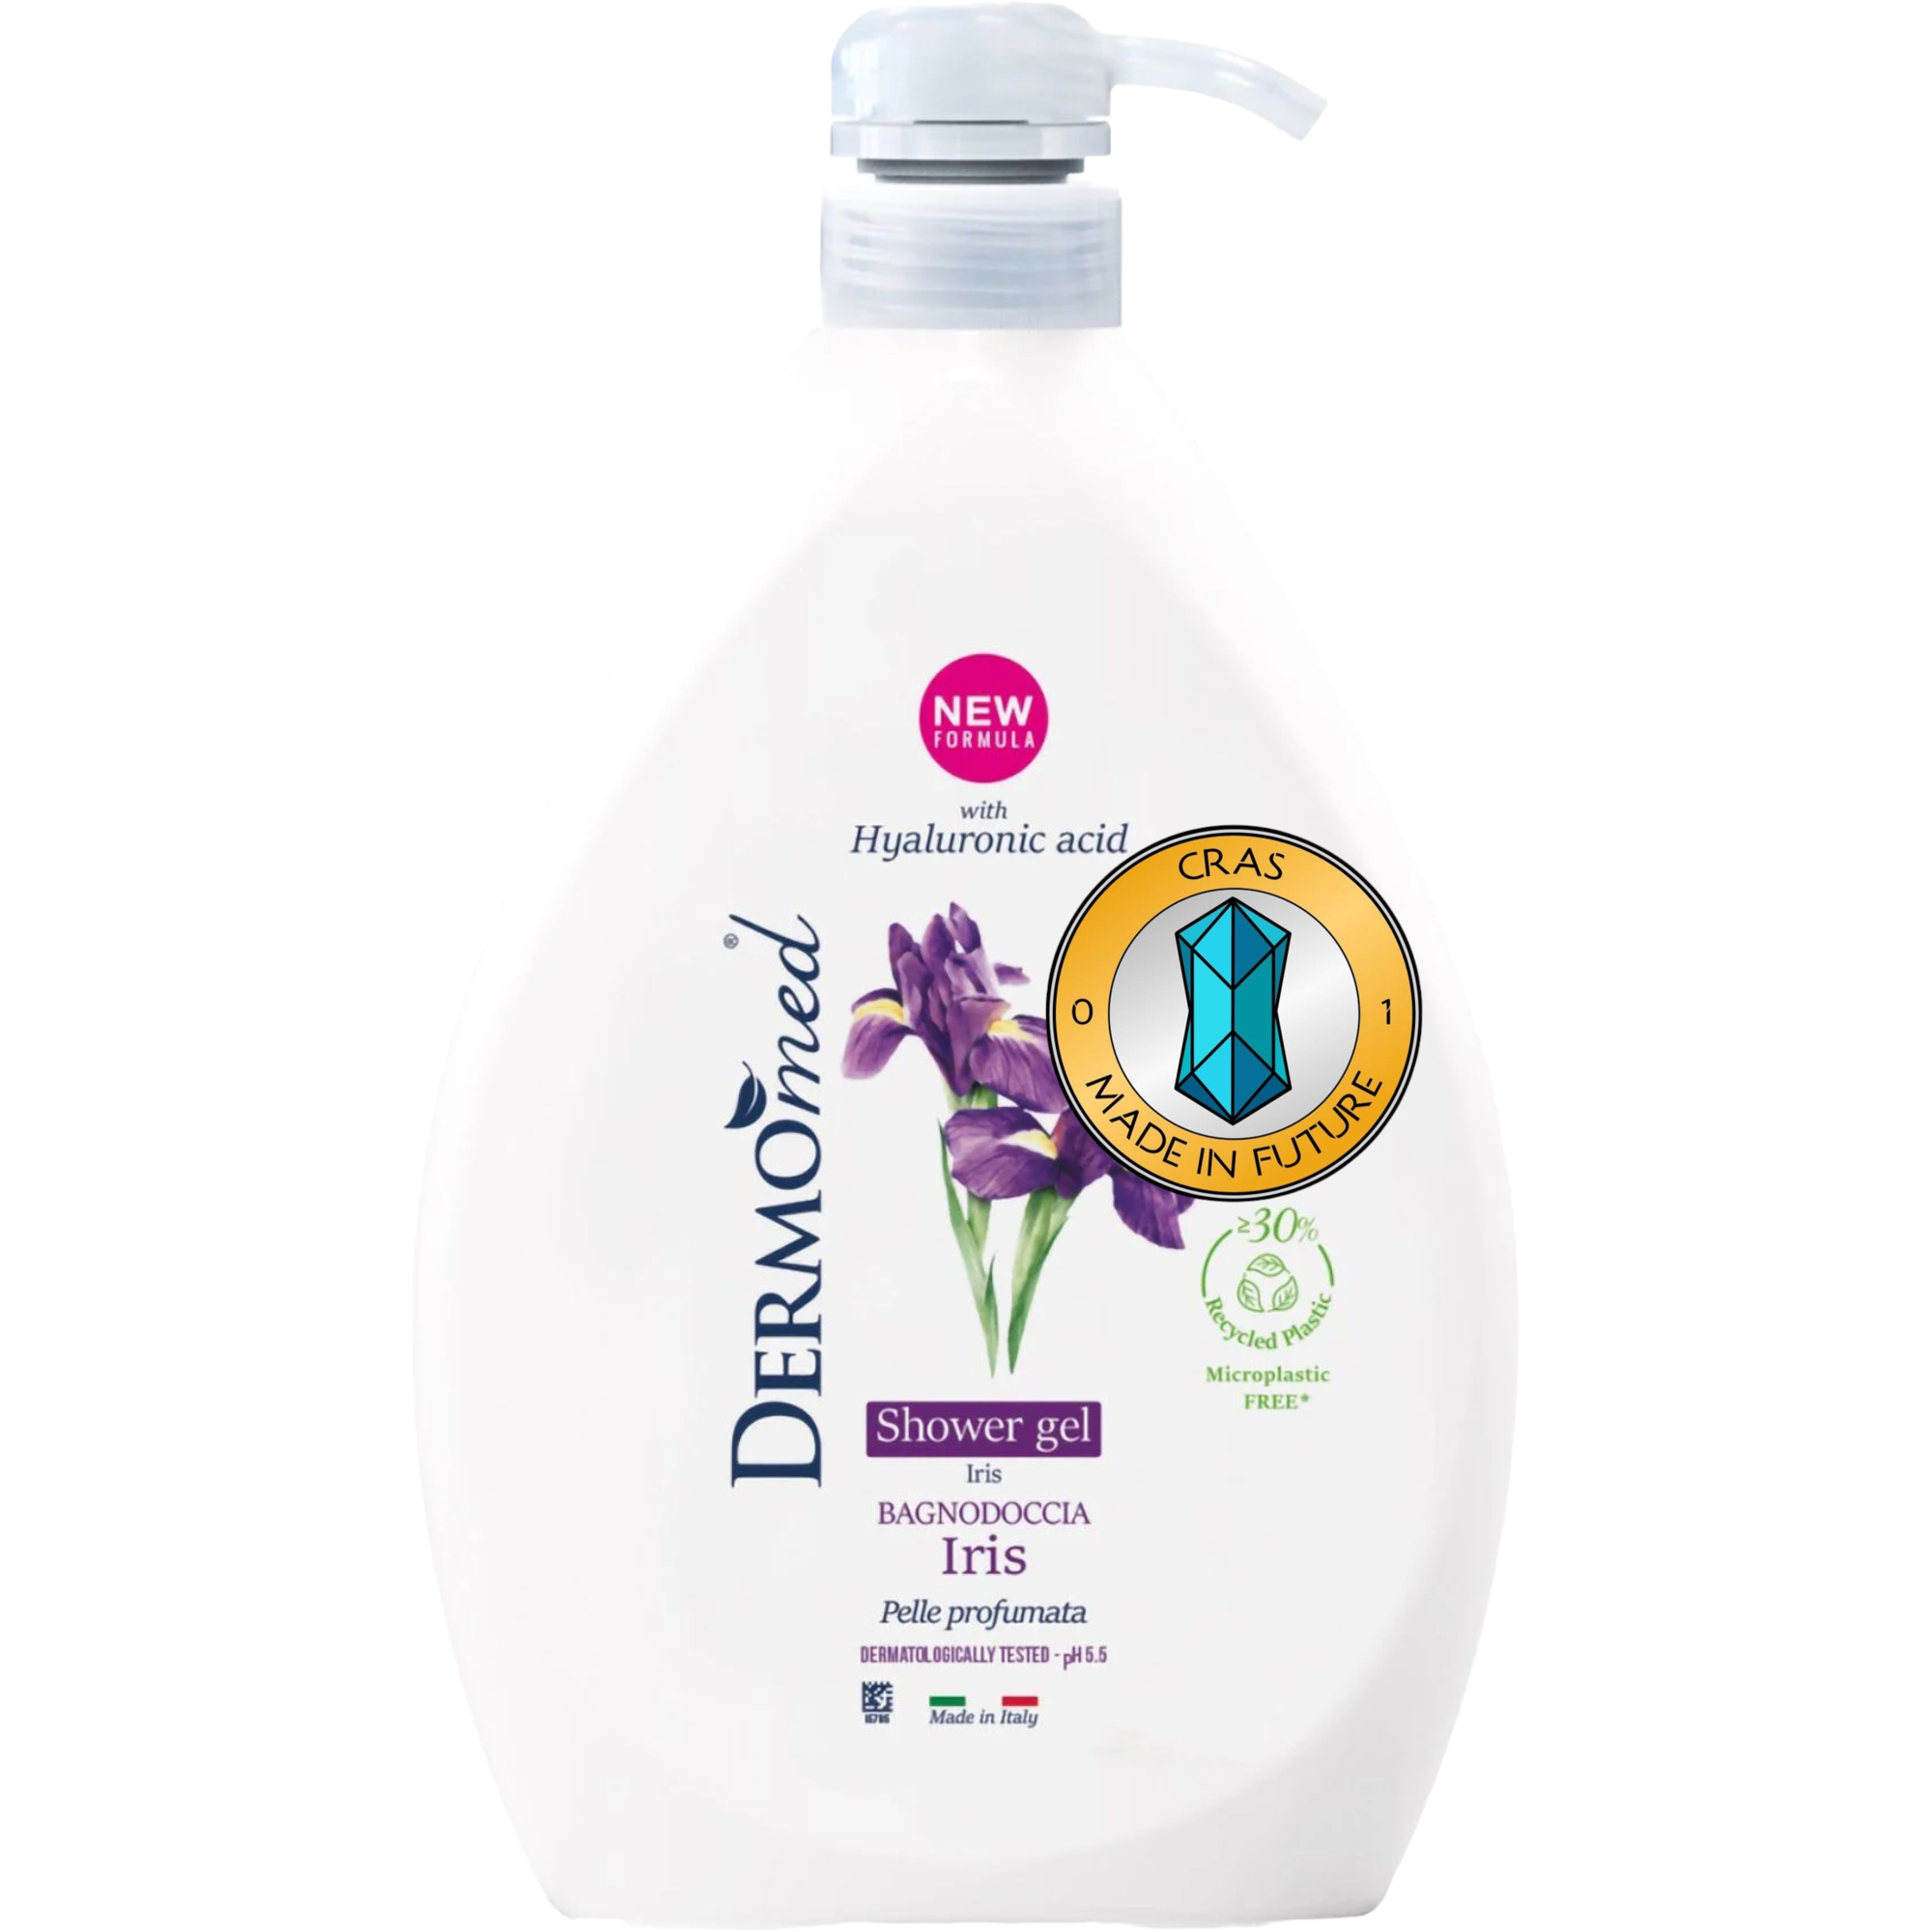 NEW
FORMULA
with
Hyaluronic acid
DERMOmed®
CRAS
0 1
MADE IN FUTURE
≥30%
Recycled Plastic
Microplastic
FREE*
Shower gel
Iris
BAGNODOCCIA
Iris
Pelle profumata
DERMATOLOGICALLY TESTED - pH 5.5
Made in Italy